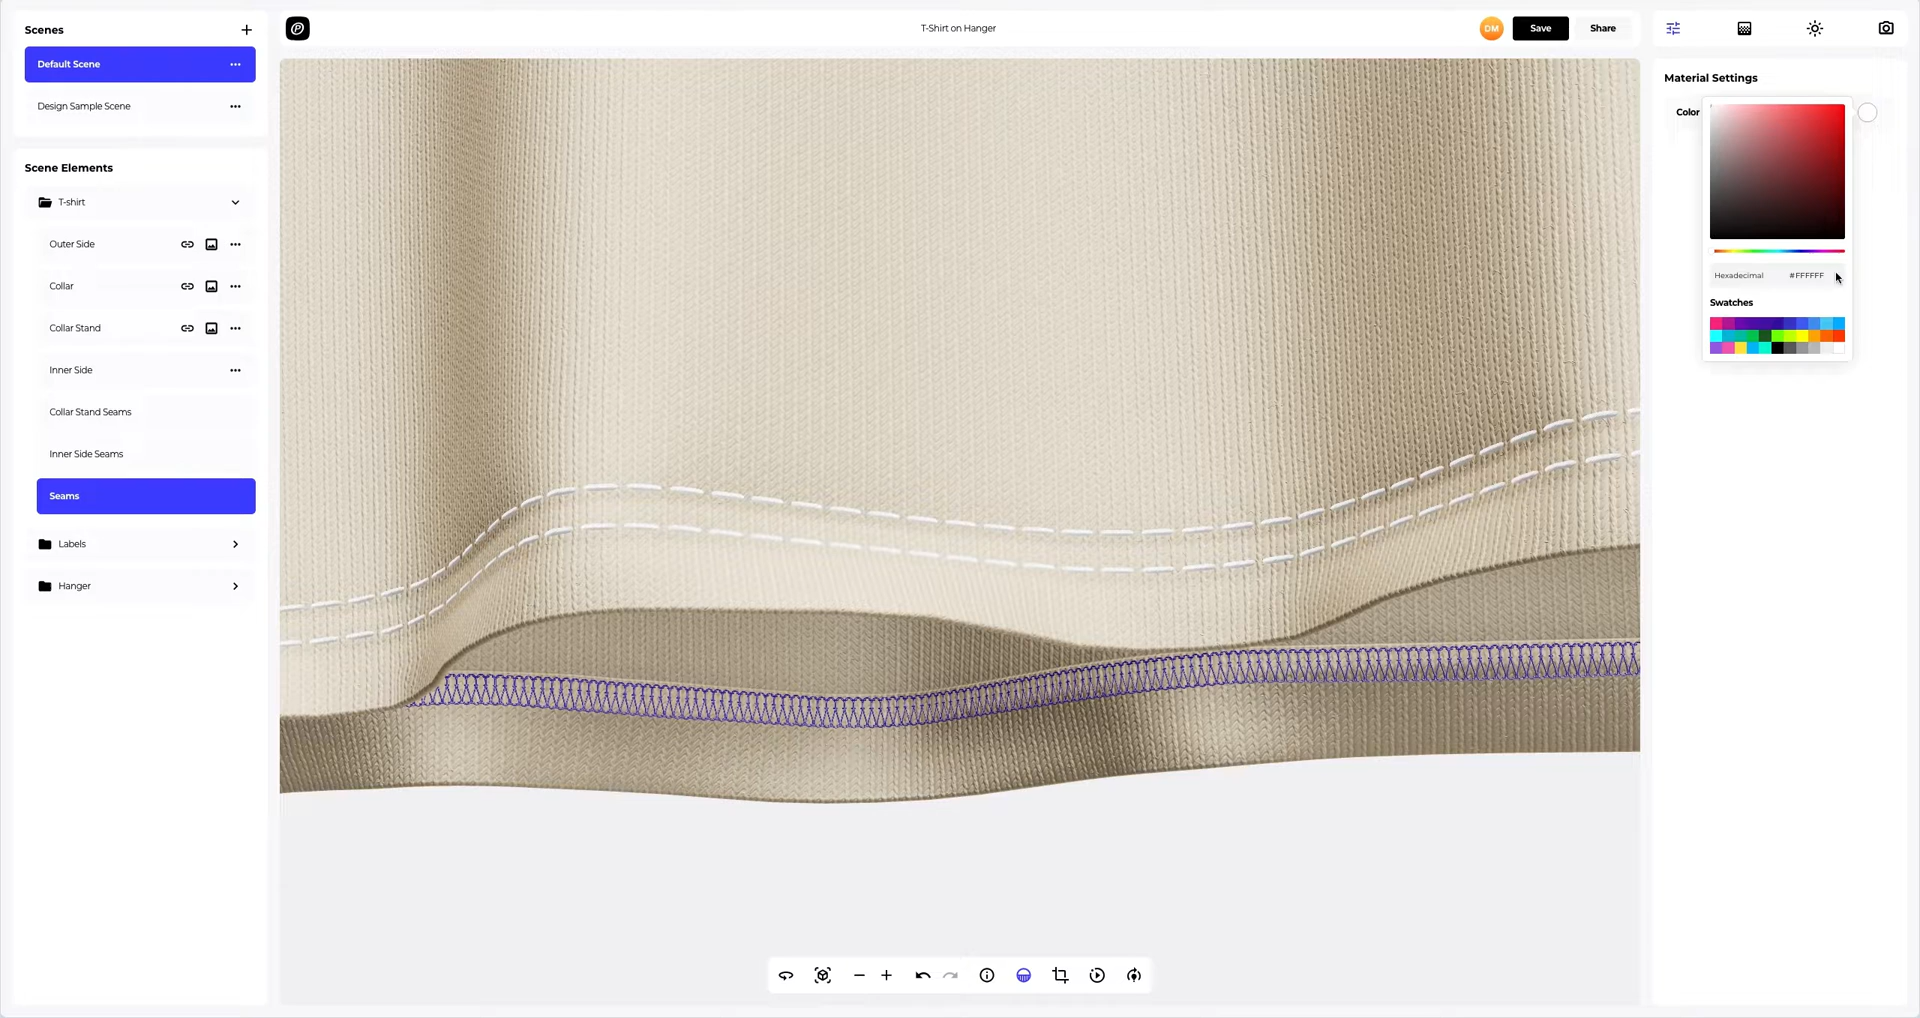 Scenes
Default Scene
Design Sample Scene
Scene Elements
T-shirt
Outer Side
Collar
Collar Stand
Inner Side
Collar Stand Seams
Inner Side Seams
Seams
Labels
Hanger
T-Shirt on Hanger
DM
Save
Share
Material Settings
Color
Hexadecimal #FFFFFF
Swatches